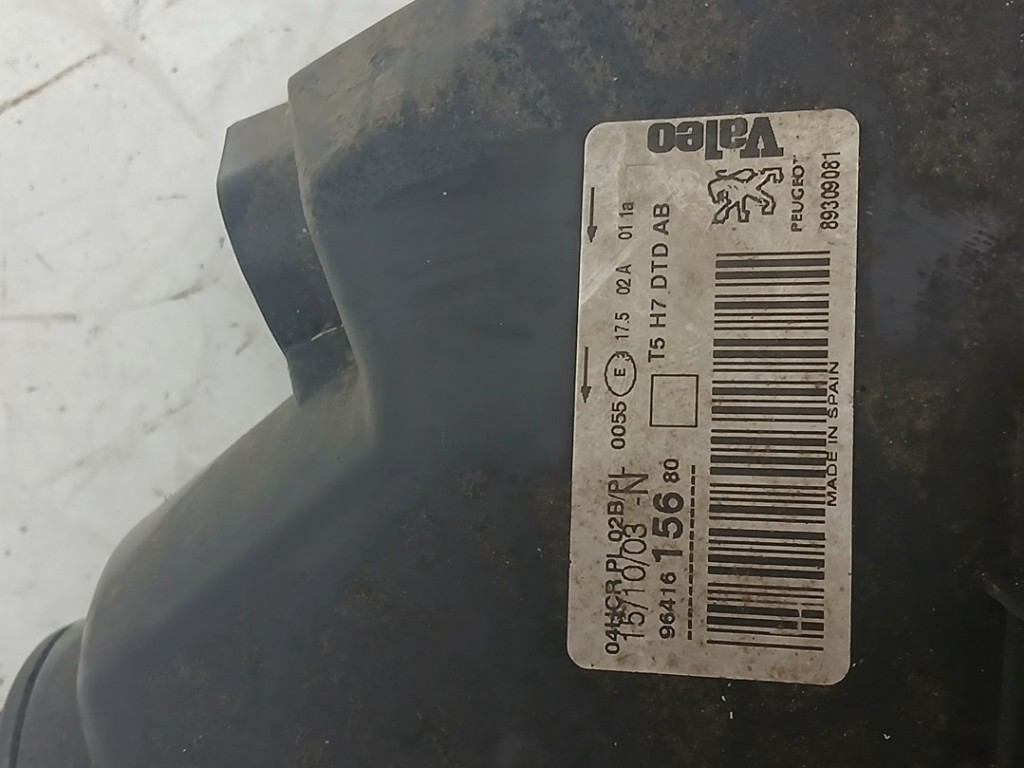 Valeo
PEUGEOT
89309081
04HCR PL 02B/PL 0055 E 17.5 02A 01 1a
15/10/03 -N-
T5 H7 DTD AB
96416 156 80
MADE IN SPAIN